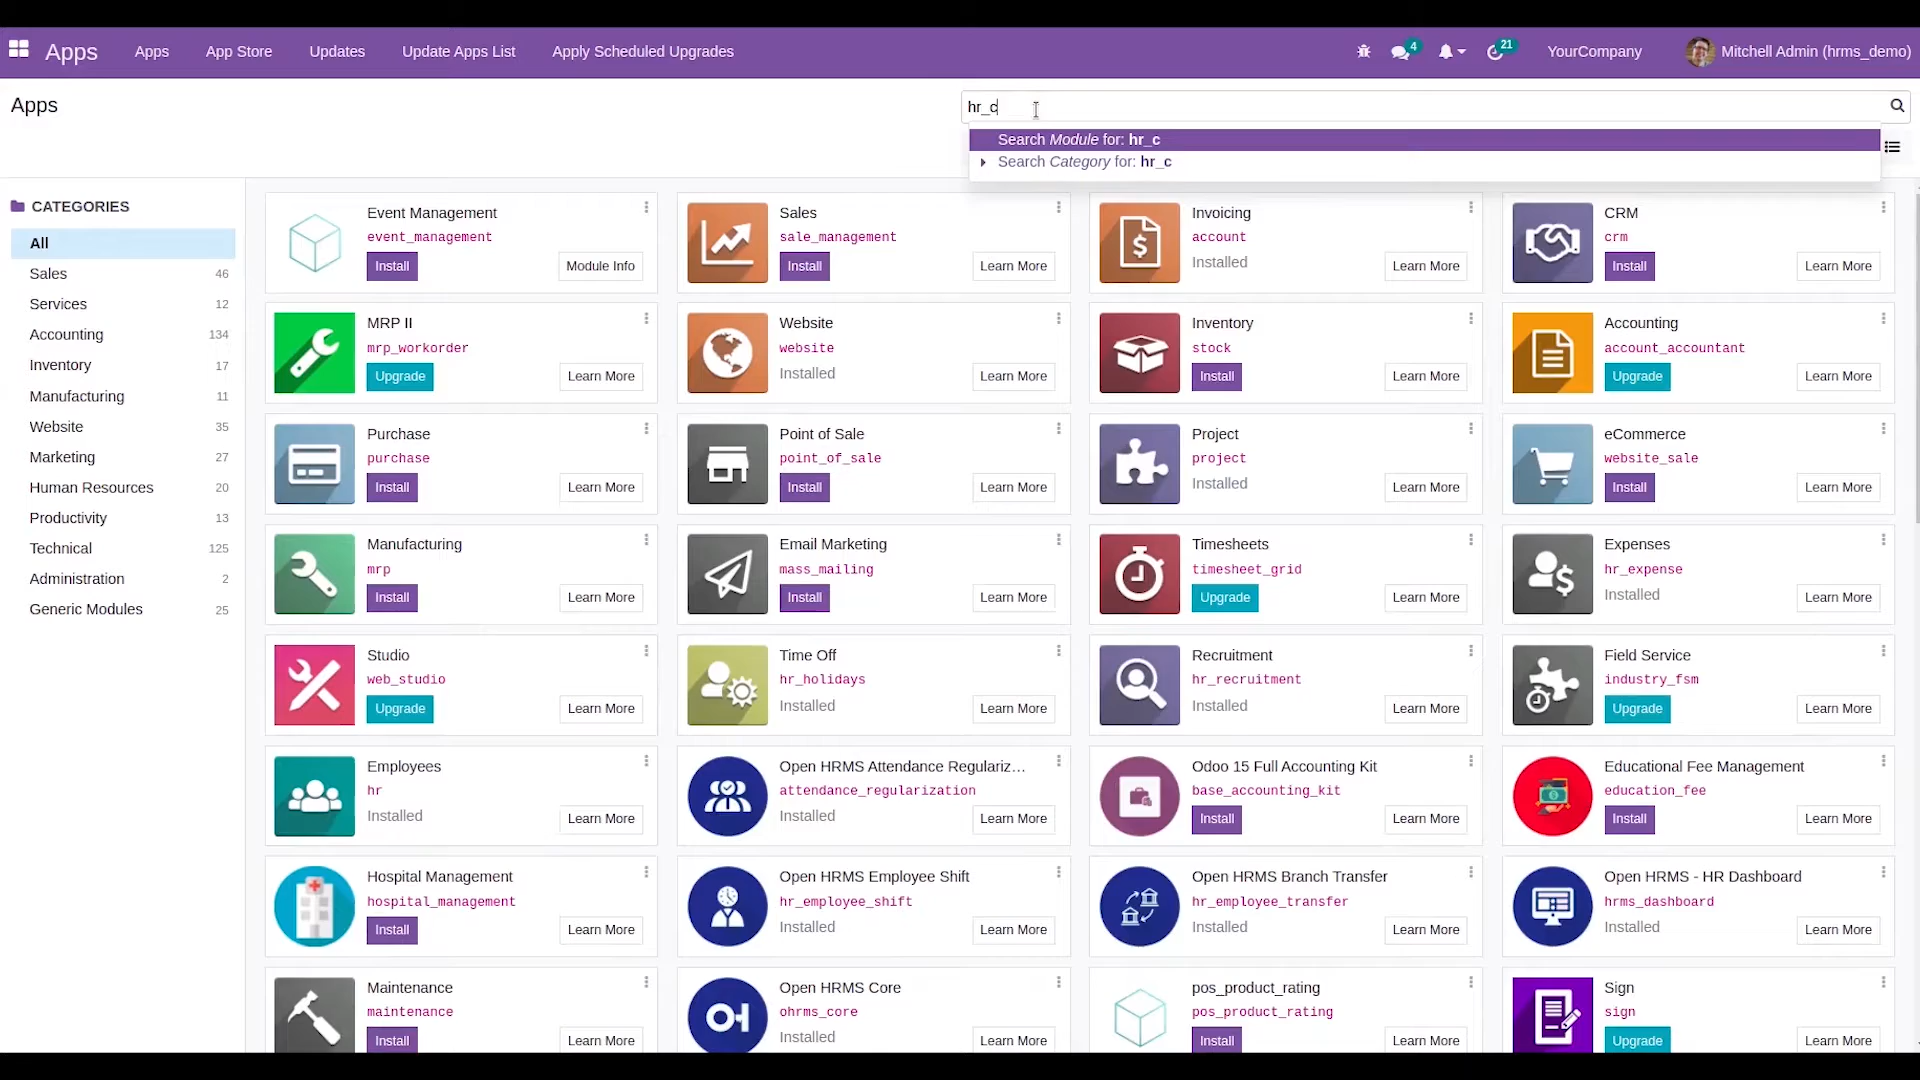 Apps Apps App Store Updates Update Apps List Apply Scheduled Upgrades 4 21 YourCompany Mitchell Admin (hrms_demo)
Apps hr_c
Search Module for: hr_c
Search Category for: hr_c
CATEGORIES
All
Sales 46
Services 12
Accounting 134
Inventory 17
Manufacturing 11
Website 35
Marketing 27
Human Resources 20
Productivity 13
Technical 125
Administration 2
Generic Modules 25
Event Management
event_management
Install Module Info
Sales
sale_management
Install Learn More
Invoicing
account
Installed Learn More
CRM
crm
Install Learn More
MRP II
mrp_workorder
Upgrade Learn More
Website
website
Installed Learn More
Inventory
stock
Install Learn More
Accounting
account_accountant
Upgrade Learn More
Purchase
purchase
Install Learn More
Point of Sale
point_of_sale
Install Learn More
Project
project
Installed Learn More
eCommerce
website_sale
Install Learn More
Manufacturing
mrp
Install Learn More
Email Marketing
mass_mailing
Install Learn More
Timesheets
timesheet_grid
Upgrade Learn More
Expenses
hr_expense
Installed Learn More
Studio
web_studio
Upgrade Learn More
Time Off
hr_holidays
Installed Learn More
Recruitment
hr_recruitment
Installed Learn More
Field Service
industry_fsm
Upgrade Learn More
Employees
hr
Installed Learn More
Open HRMS Attendance Regulariz...
attendance_regularization
Installed Learn More
Odoo 15 Full Accounting Kit
base_accounting_kit
Install Learn More
Educational Fee Management
education_fee
Install Learn More
Hospital Management
hospital_management
Install Learn More
Open HRMS Employee Shift
hr_employee_shift
Installed Learn More
Open HRMS Branch Transfer
hr_employee_transfer
Installed Learn More
Open HRMS - HR Dashboard
hrms_dashboard
Installed Learn More
Maintenance
maintenance
Install Learn More
Open HRMS Core
ohrms_core
Installed Learn More
pos_product_rating
pos_product_rating
Install Learn More
Sign
sign
Upgrade Learn More